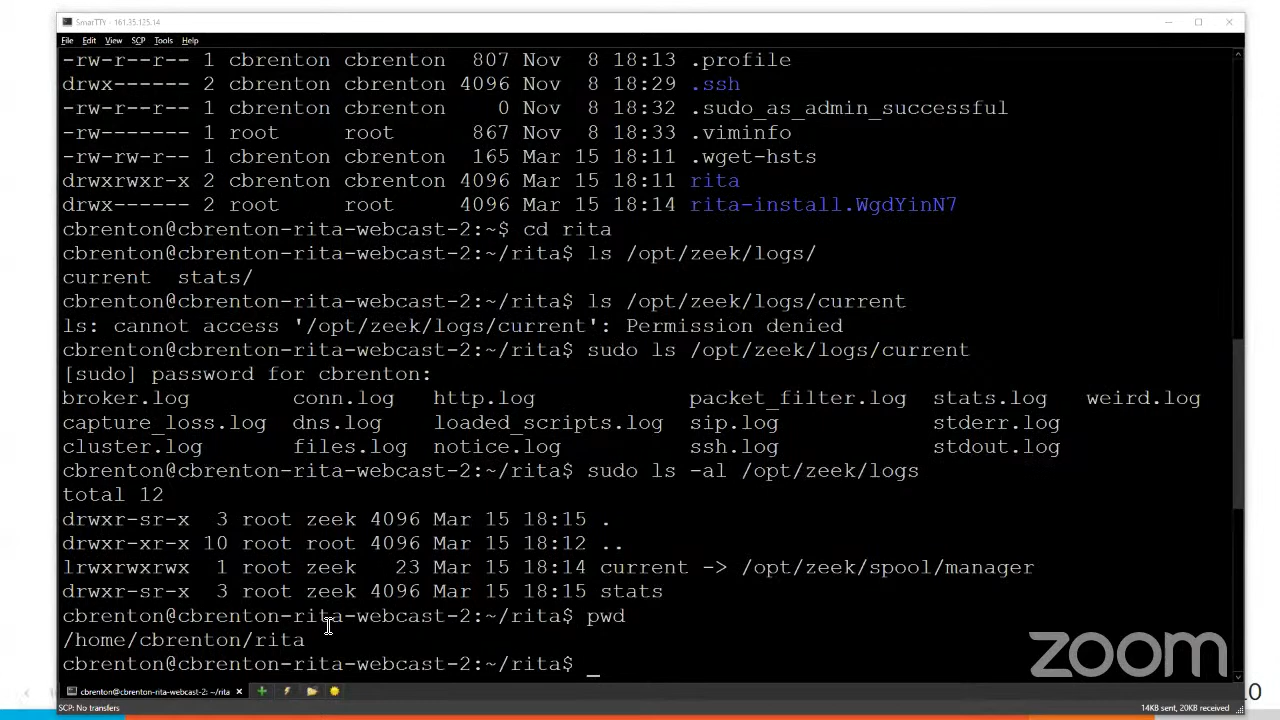 SmarTTY - 161.35.125.14
File Edit View SCP Tools Help
-rw-r--r-- 1 cbrenton cbrenton  807 Nov  8 18:13 .profile
drwx------ 2 cbrenton cbrenton 4096 Nov  8 18:29 .ssh
-rw-r--r-- 1 cbrenton cbrenton    0 Nov  8 18:32 .sudo_as_admin_successful
-rw------- 1 root     root      867 Nov  8 18:33 .viminfo
-rw-rw-r-- 1 cbrenton cbrenton  165 Mar 15 18:11 .wget-hsts
drwxrwxr-x 2 cbrenton cbrenton 4096 Mar 15 18:11 rita
drwx------ 2 root     root     4096 Mar 15 18:14 rita-install.WgdYinN7
cbrenton@cbrenton-rita-webcast-2:~$ cd rita
cbrenton@cbrenton-rita-webcast-2:~/rita$ ls /opt/zeek/logs/
current  stats/
cbrenton@cbrenton-rita-webcast-2:~/rita$ ls /opt/zeek/logs/current
ls: cannot access '/opt/zeek/logs/current': Permission denied
cbrenton@cbrenton-rita-webcast-2:~/rita$ sudo ls /opt/zeek/logs/current
[sudo] password for cbrenton:
broker.log        conn.log   http.log            packet_filter.log  stats.log   weird.log
capture_loss.log  dns.log    loaded_scripts.log  sip.log            stderr.log
cluster.log       files.log  notice.log          ssh.log            stdout.log
cbrenton@cbrenton-rita-webcast-2:~/rita$ sudo ls -al /opt/zeek/logs
total 12
drwxr-sr-x  3 root zeek 4096 Mar 15 18:15 .
drwxr-xr-x 10 root root 4096 Mar 15 18:12 ..
lrwxrwxrwx  1 root zeek   23 Mar 15 18:14 current -> /opt/zeek/spool/manager
drwxr-sr-x  3 root zeek 4096 Mar 15 18:15 stats
cbrenton@cbrenton-rita-webcast-2:~/rita$ pwd
/home/cbrenton/rita
cbrenton@cbrenton-rita-webcast-2:~/rita$ _
zoom
cbrenton@cbrenton-rita-webcast-2: ~/rita
SCP: No transfers
14KB sent, 20KB received